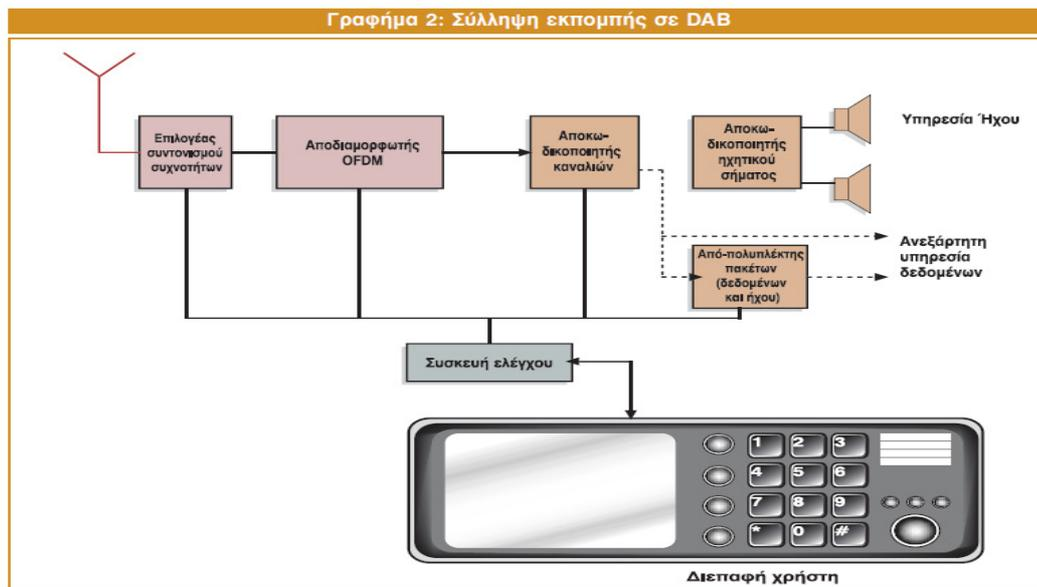 Γραφήμα 2: Σύλληψη εκπομπής σε DAB
Επιλογέας
συντονισμού
συχνοτήτων
Αποδιαμορφωτής
OFDM
Αποκω-
δικοποιητής
καναλιών
Αποκω-
δικοποιητής
ηχητικού
σήματος
Υπηρεσία Ήχου
Από-πολυπλέκτης
πακέτων
(δεδομένων
και ήχου)
Ανεξάρτητη
υπηρεσία
δεδομένων
Συσκευή ελέγχου
1 2 3
4 5 6
7 8 9
* 0 #
Διεπαφή χρήστη